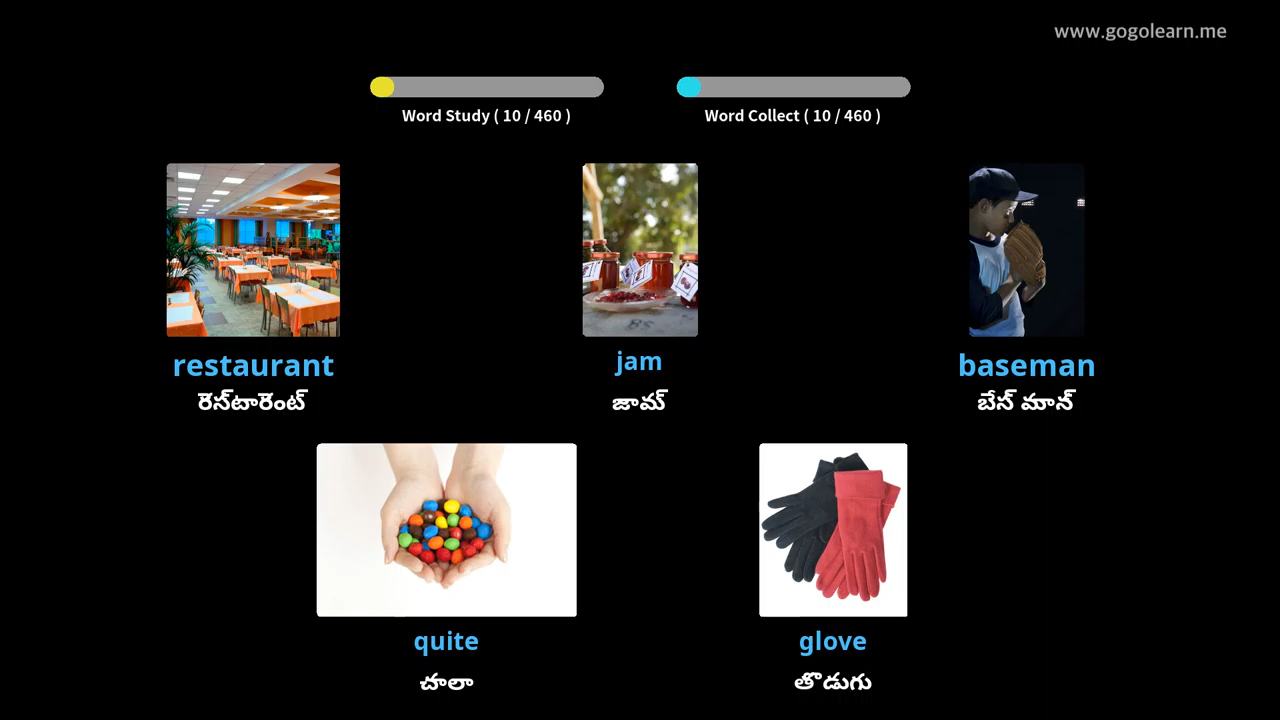 www.gogolearn.me
Word Study ( 10 / 460 )
Word Collect ( 10 / 460 )
restaurant
రెస్టారెంట్
jam
జామ్
baseman
బేస్ మాన్
quite
చాలా
glove
తొడుగు